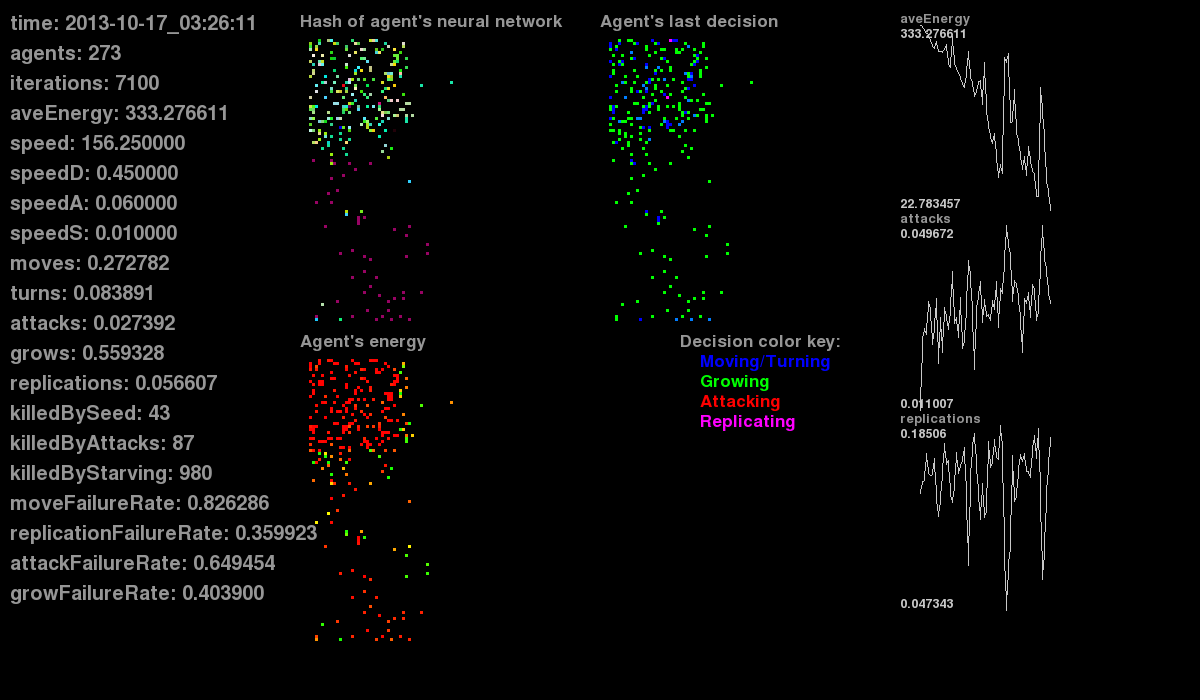 time: 2013-10-17_03:26:11
agents: 273
iterations: 7100
aveEnergy: 333.276611
speed: 156.250000
speedD: 0.450000
speedA: 0.060000
speedS: 0.010000
moves: 0.272782
turns: 0.083891
attacks: 0.027392
grows: 0.559328
replications: 0.056607
killedBySeed: 43
killedByAttacks: 87
killedByStarving: 980
moveFailureRate: 0.826286
replicationFailureRate: 0.359923
attackFailureRate: 0.649454
growFailureRate: 0.403900
Hash of agent's neural network
Agent's last decision
Agent's energy
Decision color key:
Moving/Turning
Growing
Attacking
Replicating
aveEnergy
333.276611
22.783457
attacks
0.049672
0.011007
replications
0.18506
0.047343